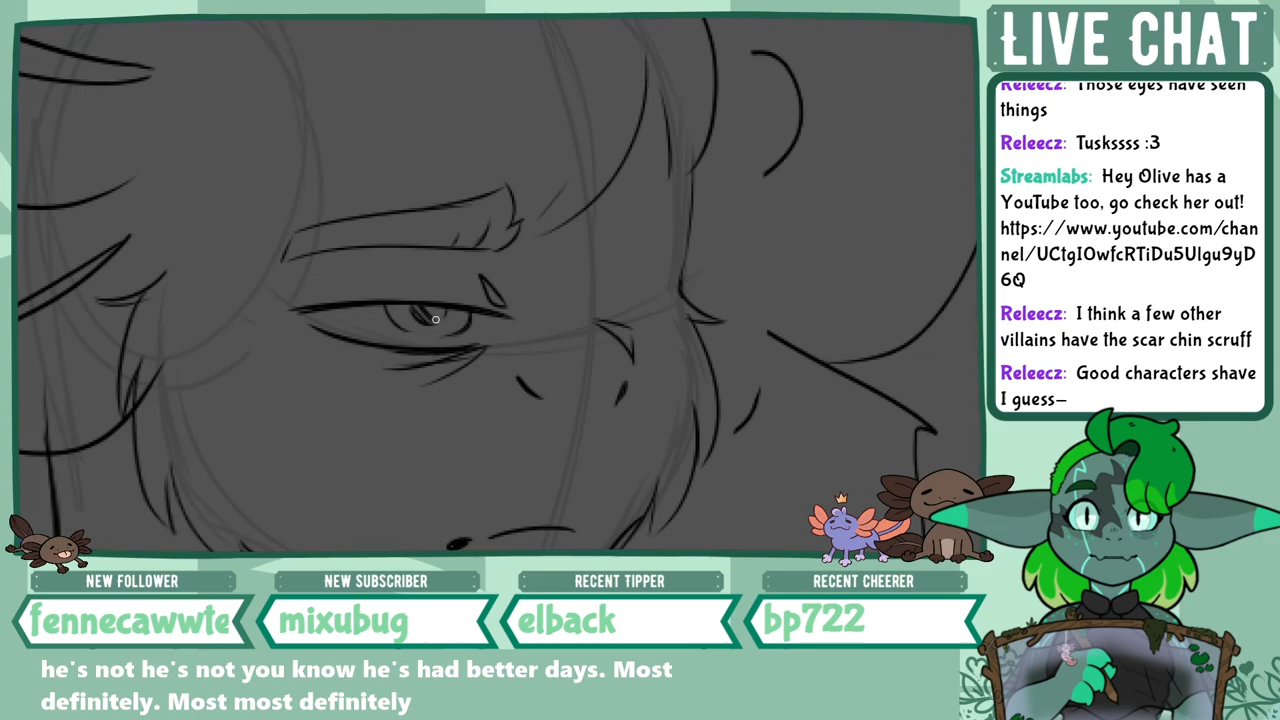 LIVE CHAT
Releecz: Those eyes have seen
things
Releecz: Tuskssss :3
Streamlabs: Hey Olive has a
YouTube too, go check her out!
https://www.youtube.com/chan
nel/UCtgIOwfcRTiDu5UIgu9yD
6Q
Releecz: I think a few other
villains have the scar chin scruff
Releecz: Good characters shave
I guess—
NEW FOLLOWER
fennecawwte
NEW SUBSCRIBER
mixubug
RECENT TIPPER
elback
RECENT CHEERER
bp722
he's not he's not you know he's had better days. Most
definitely. Most most definitely